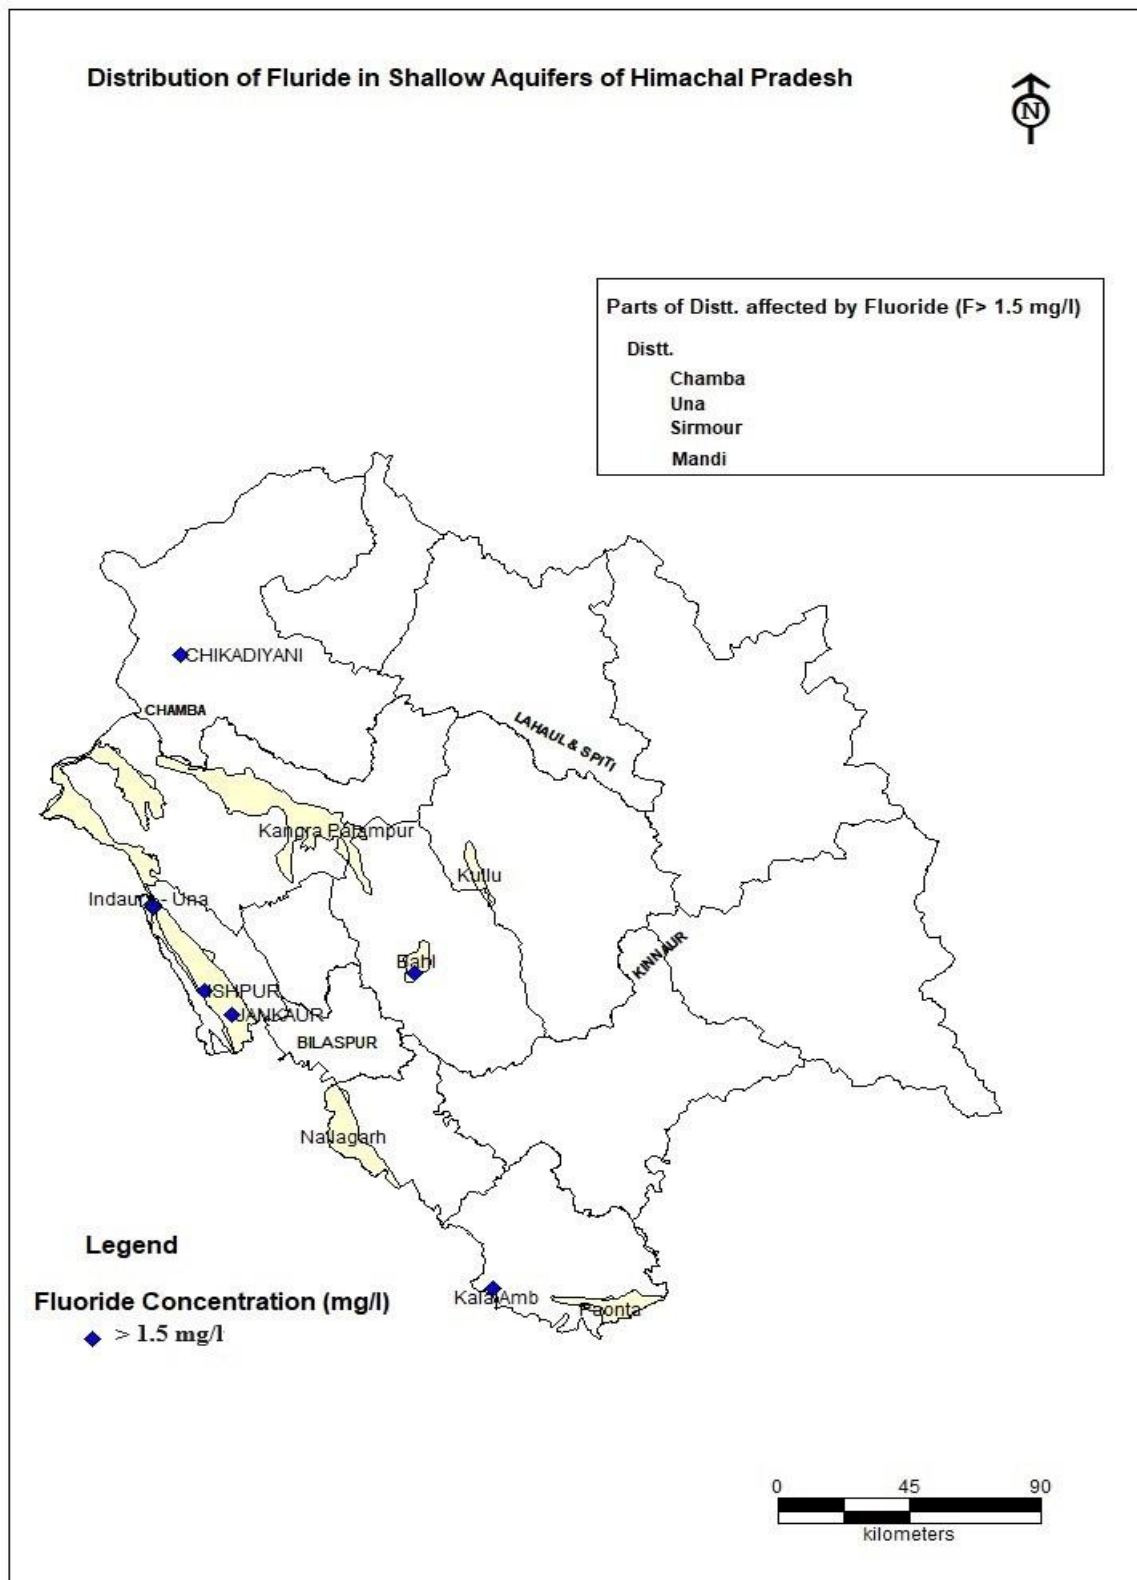 Distribution of Fluride in Shallow Aquifers of Himachal Pradesh
N
Parts of Distt. affected by Fluoride (F> 1.5 mg/l)
Distt.
Chamba
Una
Sirmour
Mandi
CHIKADIYANI
CHAMBA
LAHAUL & SPITI
Kangra Palampur
Kullu
Indaura - Una
KINNAUR
Bahl
ISHPUR
JANKAUR
BILASPUR
Nallagarh
Legend
Kala Amb
Paonta
Fluoride Concentration (mg/l)
> 1.5 mg/l
0 45 90
kilometers